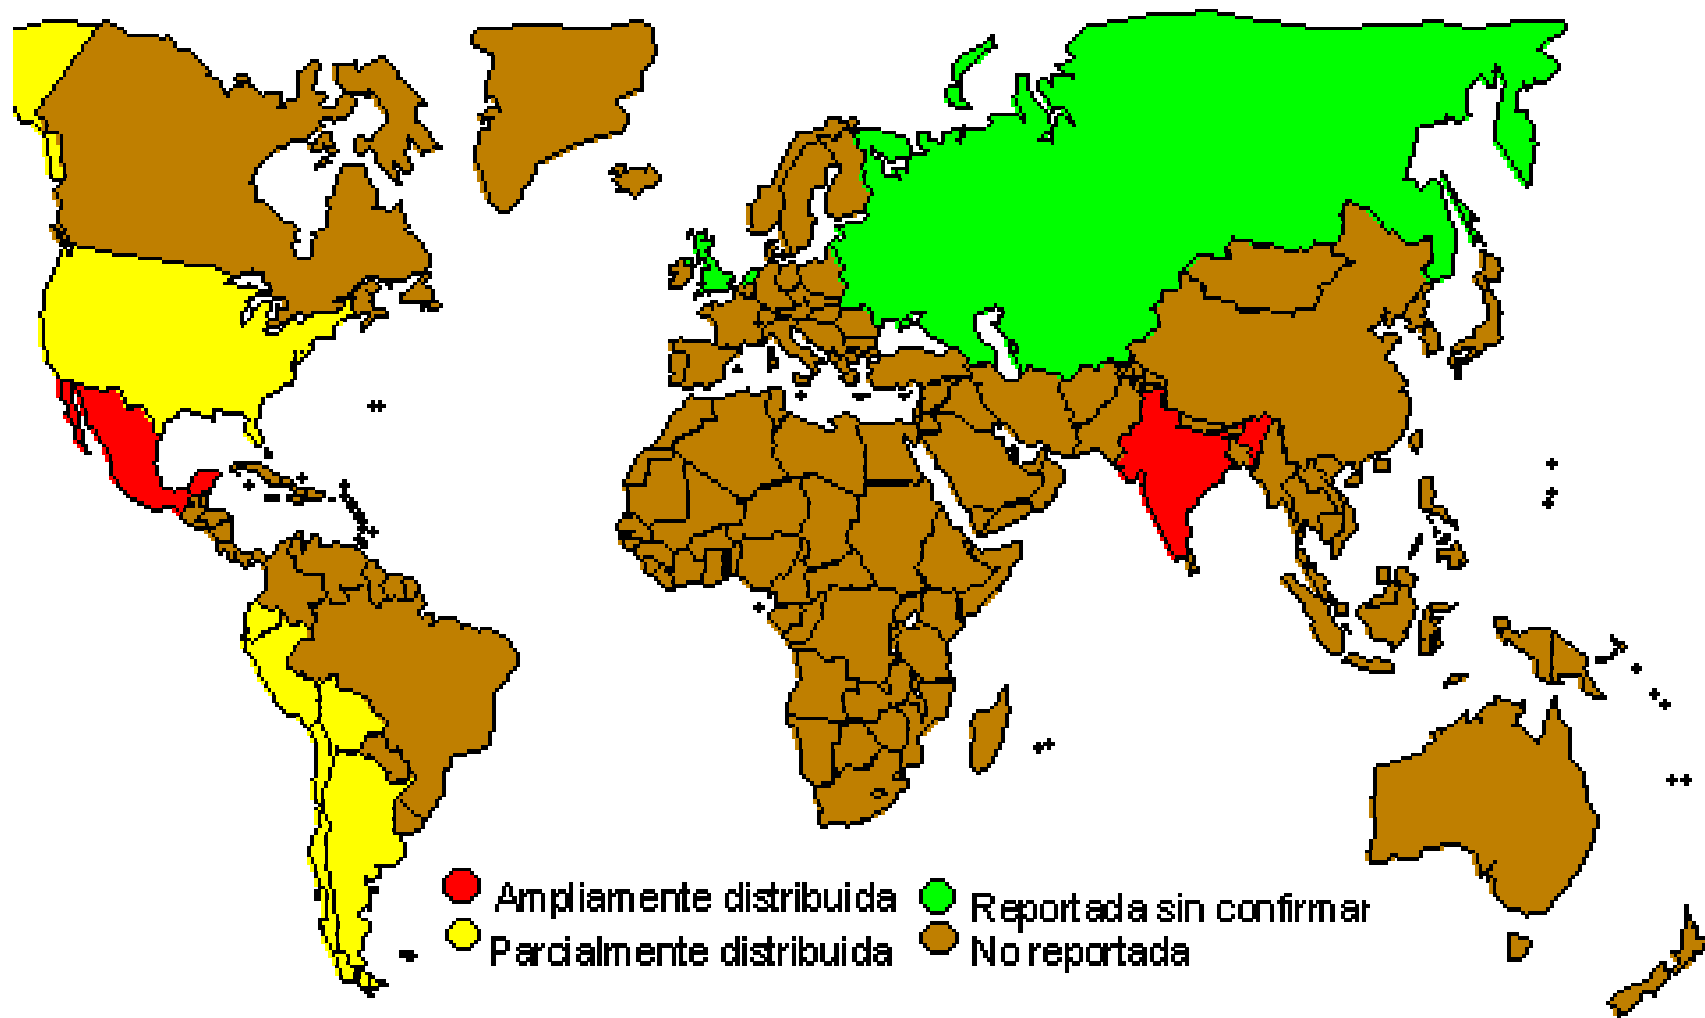 Ampliamente distribuida
Parcialmente distribuida
Reportada sin confirmar
No reportada